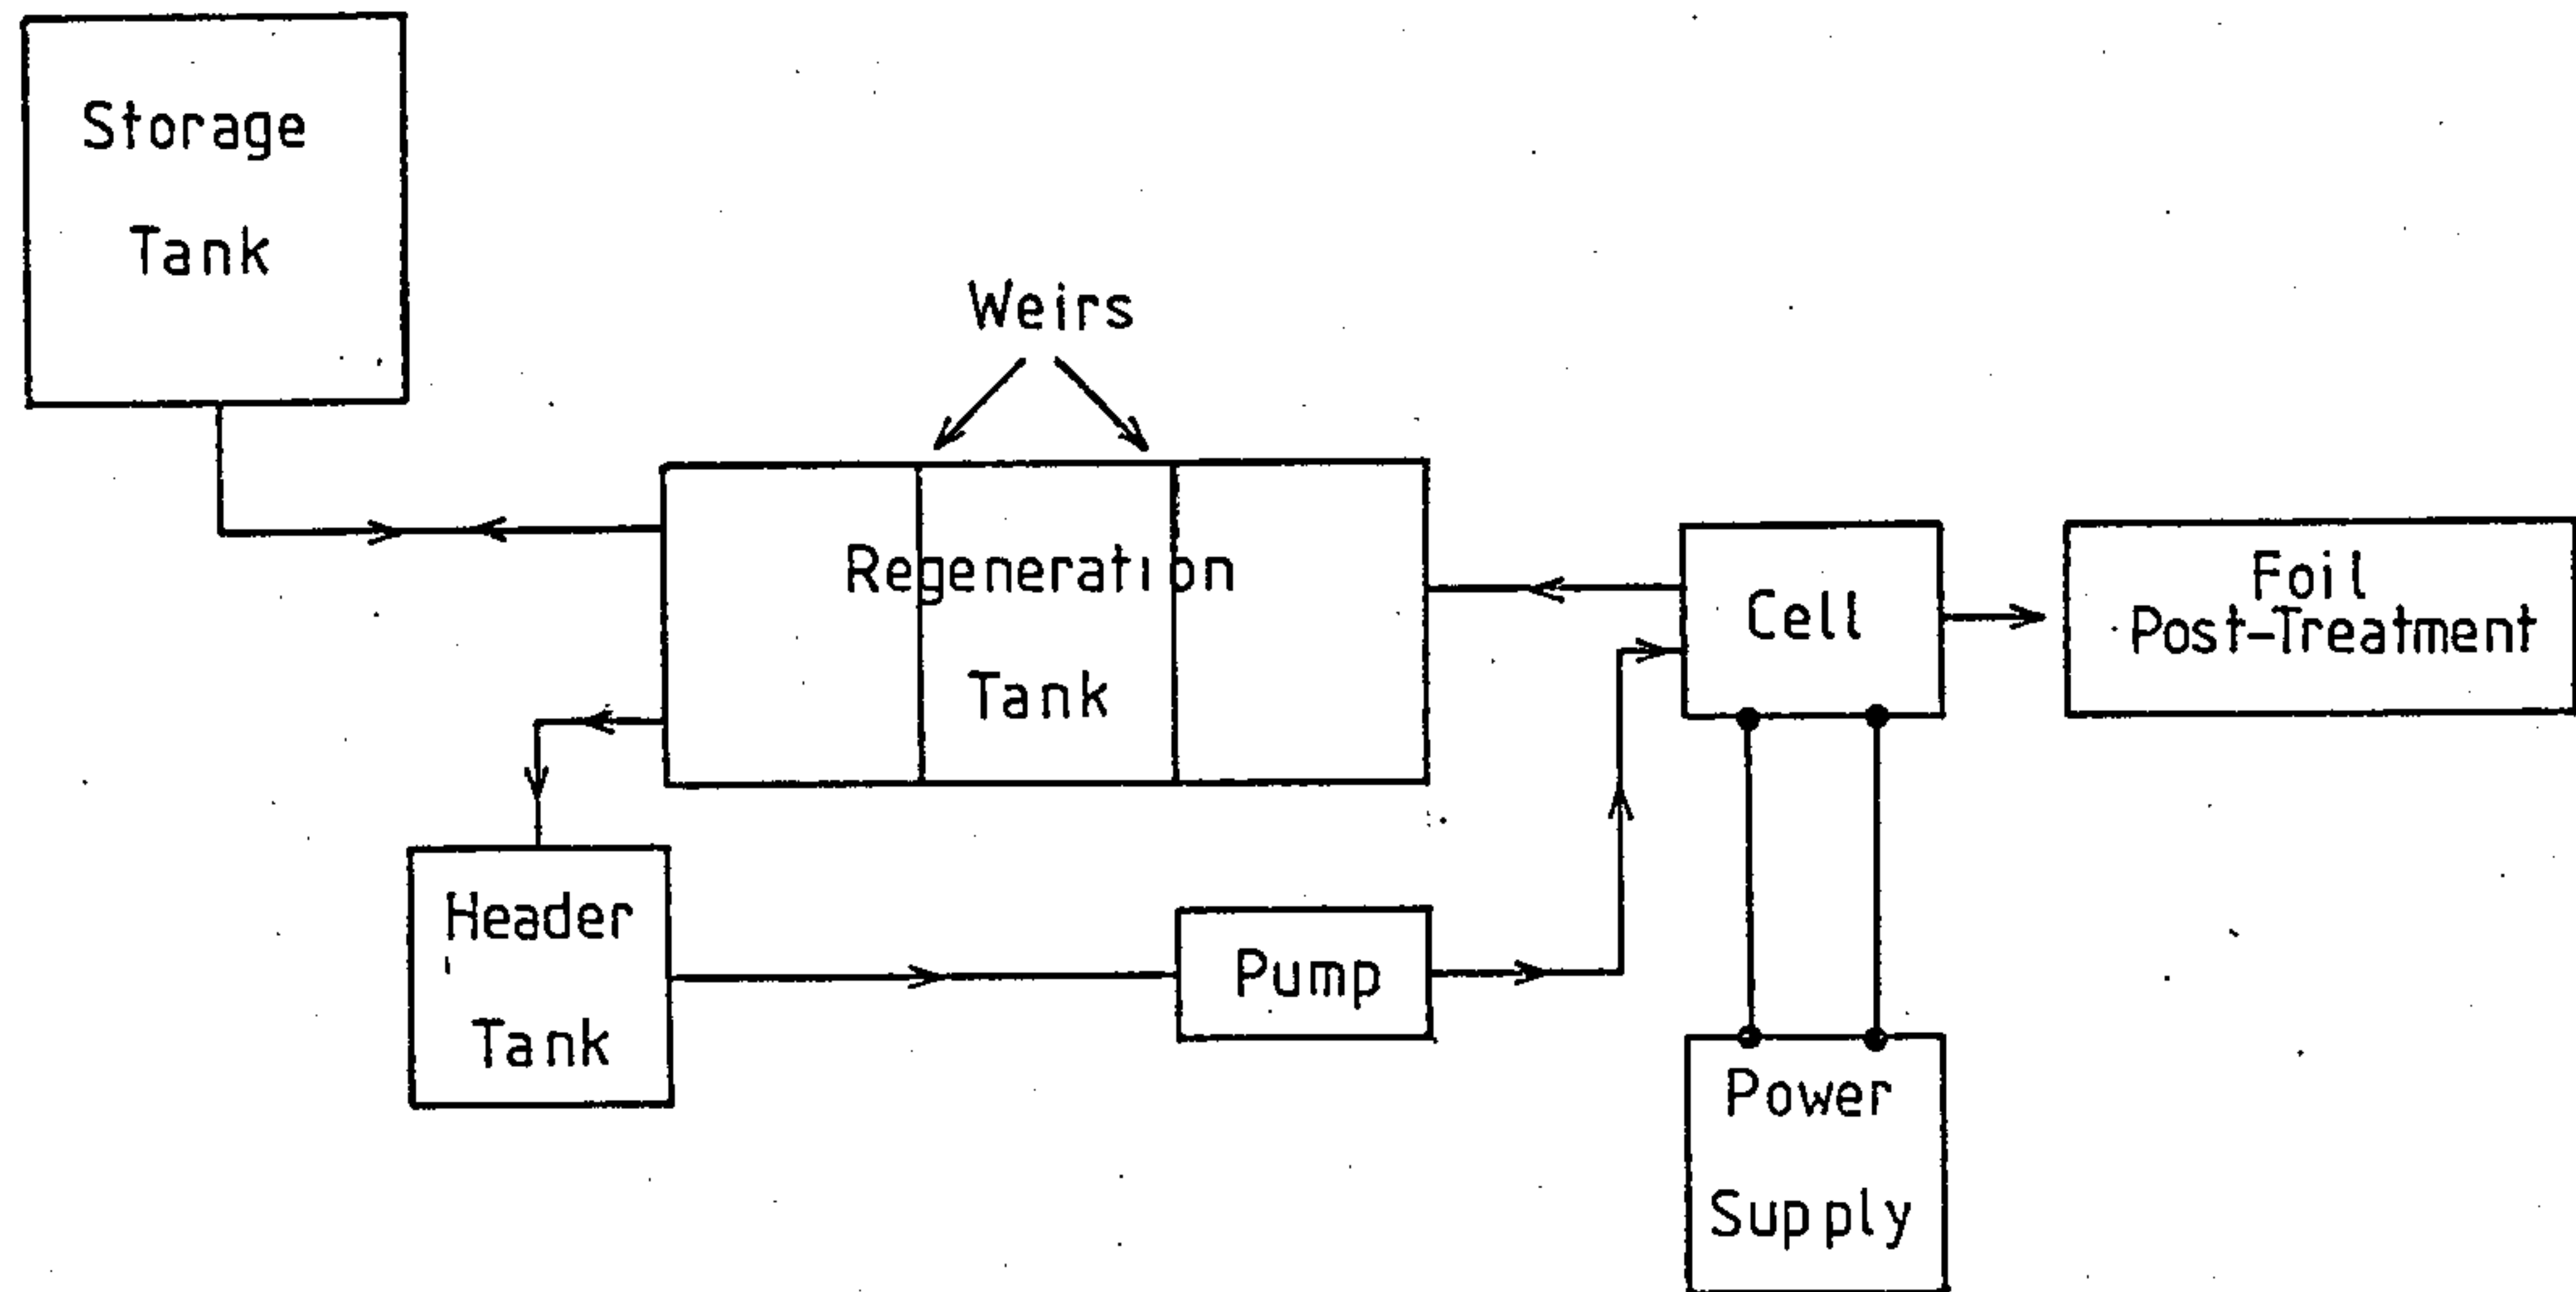 Storage
Tank
Weirs
Regeneration
Tank
Cell
Foil
Post-Treatment
Header
Tank
Pump
Power
Supply